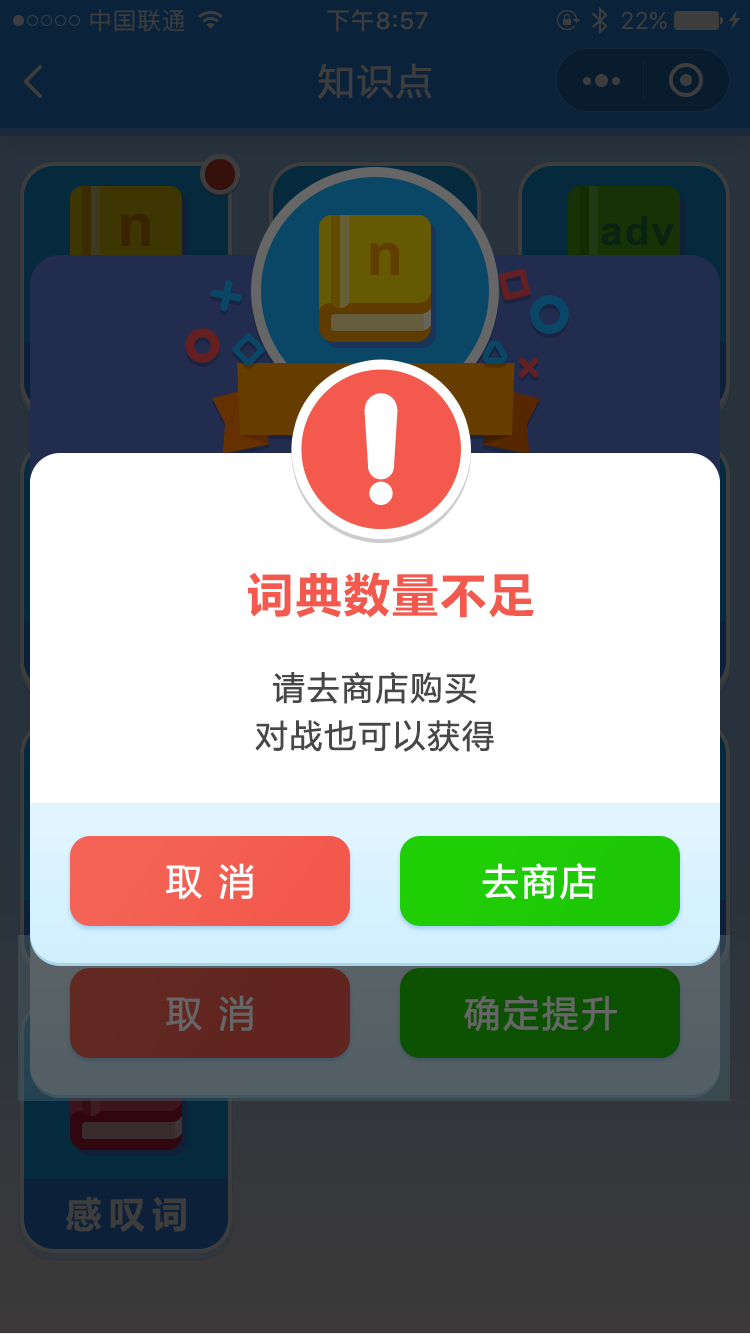 中国联通 下午8:57 22%
知识点
n adv
n
词典数量不足
请去商店购买
对战也可以获得
取 消 去商店
取 消 确定提升
感叹词